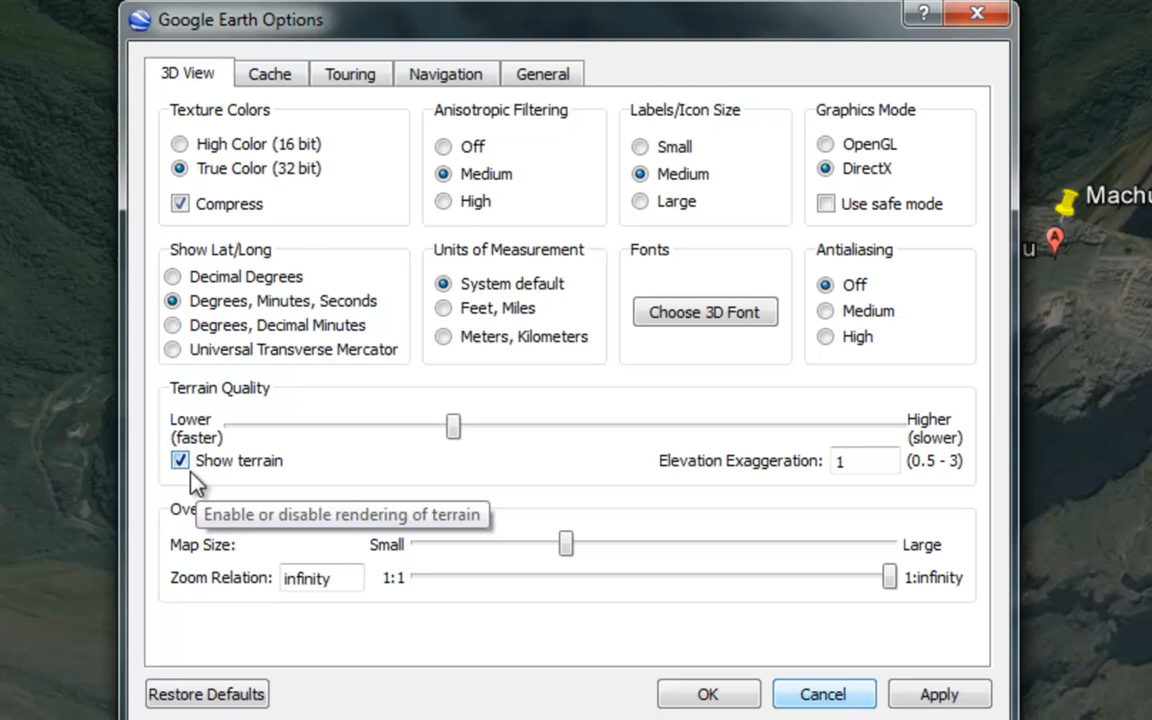 Google Earth Options
?
3D View Cache Touring Navigation General
Texture Colors
High Color (16 bit)
True Color (32 bit)
Compress
Anisotropic Filtering
Off
Medium
High
Labels/Icon Size
Small
Medium
Large
Graphics Mode
OpenGL
DirectX
Use safe mode
Show Lat/Long
Decimal Degrees
Degrees, Minutes, Seconds
Degrees, Decimal Minutes
Universal Transverse Mercator
Units of Measurement
System default
Feet, Miles
Meters, Kilometers
Fonts
Choose 3D Font
Antialiasing
Off
Medium
High
Terrain Quality
Lower
(faster)
Higher
(slower)
Show terrain
Elevation Exaggeration: 1 (0.5 - 3)
Enable or disable rendering of terrain
Ove
Map Size: Small Large
Zoom Relation: infinity 1:1 1:infinity
Restore Defaults OK Cancel Apply
Machu
A
u